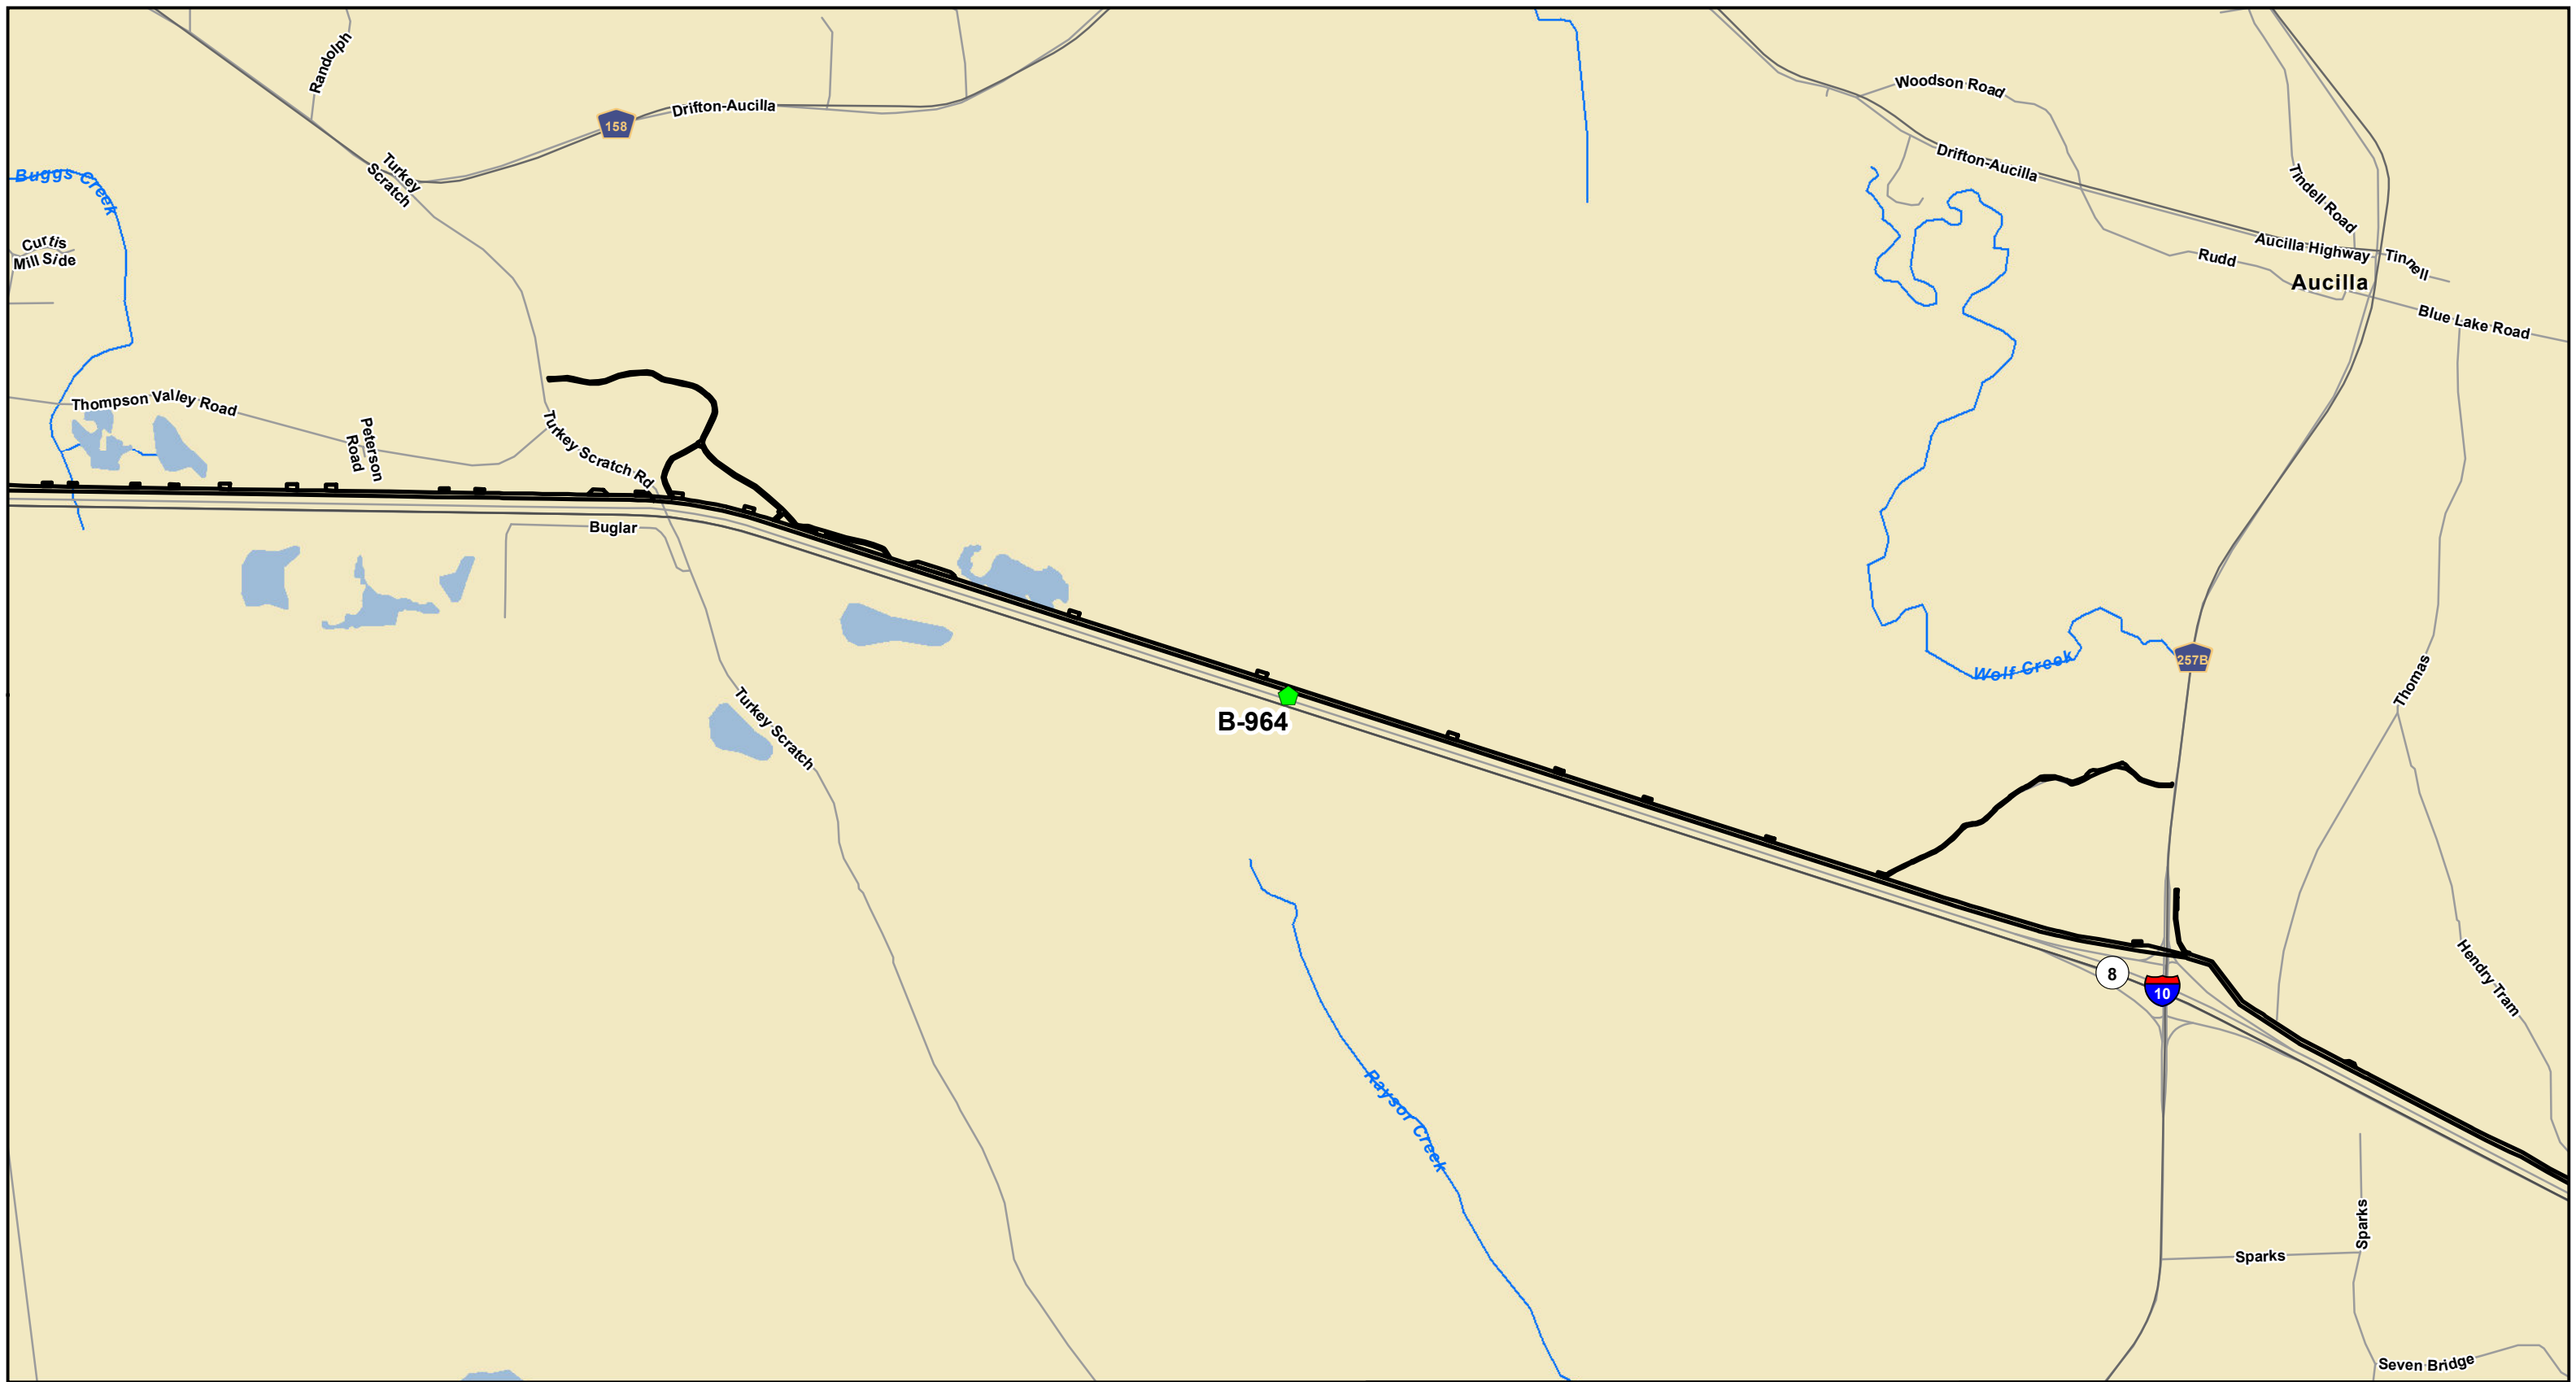 Randolph
158
Drifton-Aucilla
Woodson Road
Turkey
Scratch
Drifton-Aucilla
Tindell Road
Buggs Creek
Curtis
Mill Side
Aucilla Highway
Tinnell
Rudd
Aucilla
Blue Lake Road
Thompson Valley Road
Peterson
Road
Turkey Scratch Rd
Buglar
257B
Wolf Creek
Thomas
B-964
Turkey Scratch
8
10
Hendry Tram
Raysor Creek
Sparks
Sparks
Seven Bridge